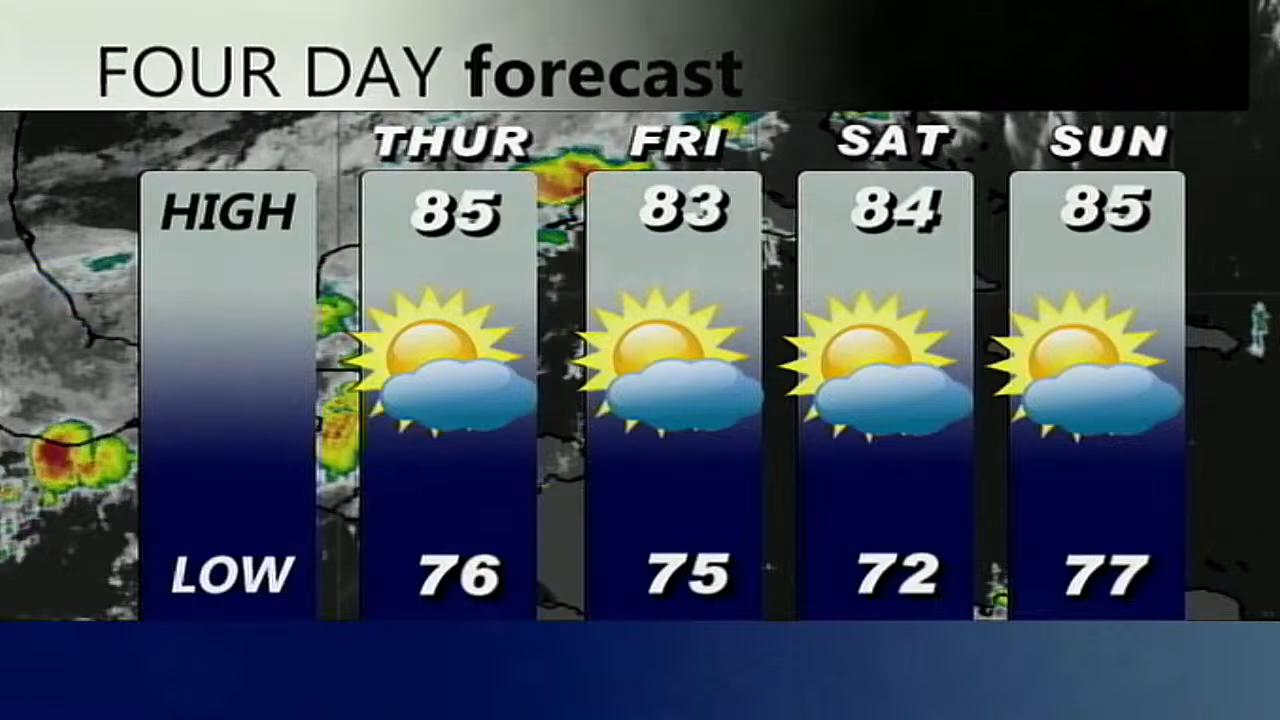 FOUR DAY forecast
THUR FRI SAT SUN
HIGH 85 83 84 85
LOW 76 75 72 77